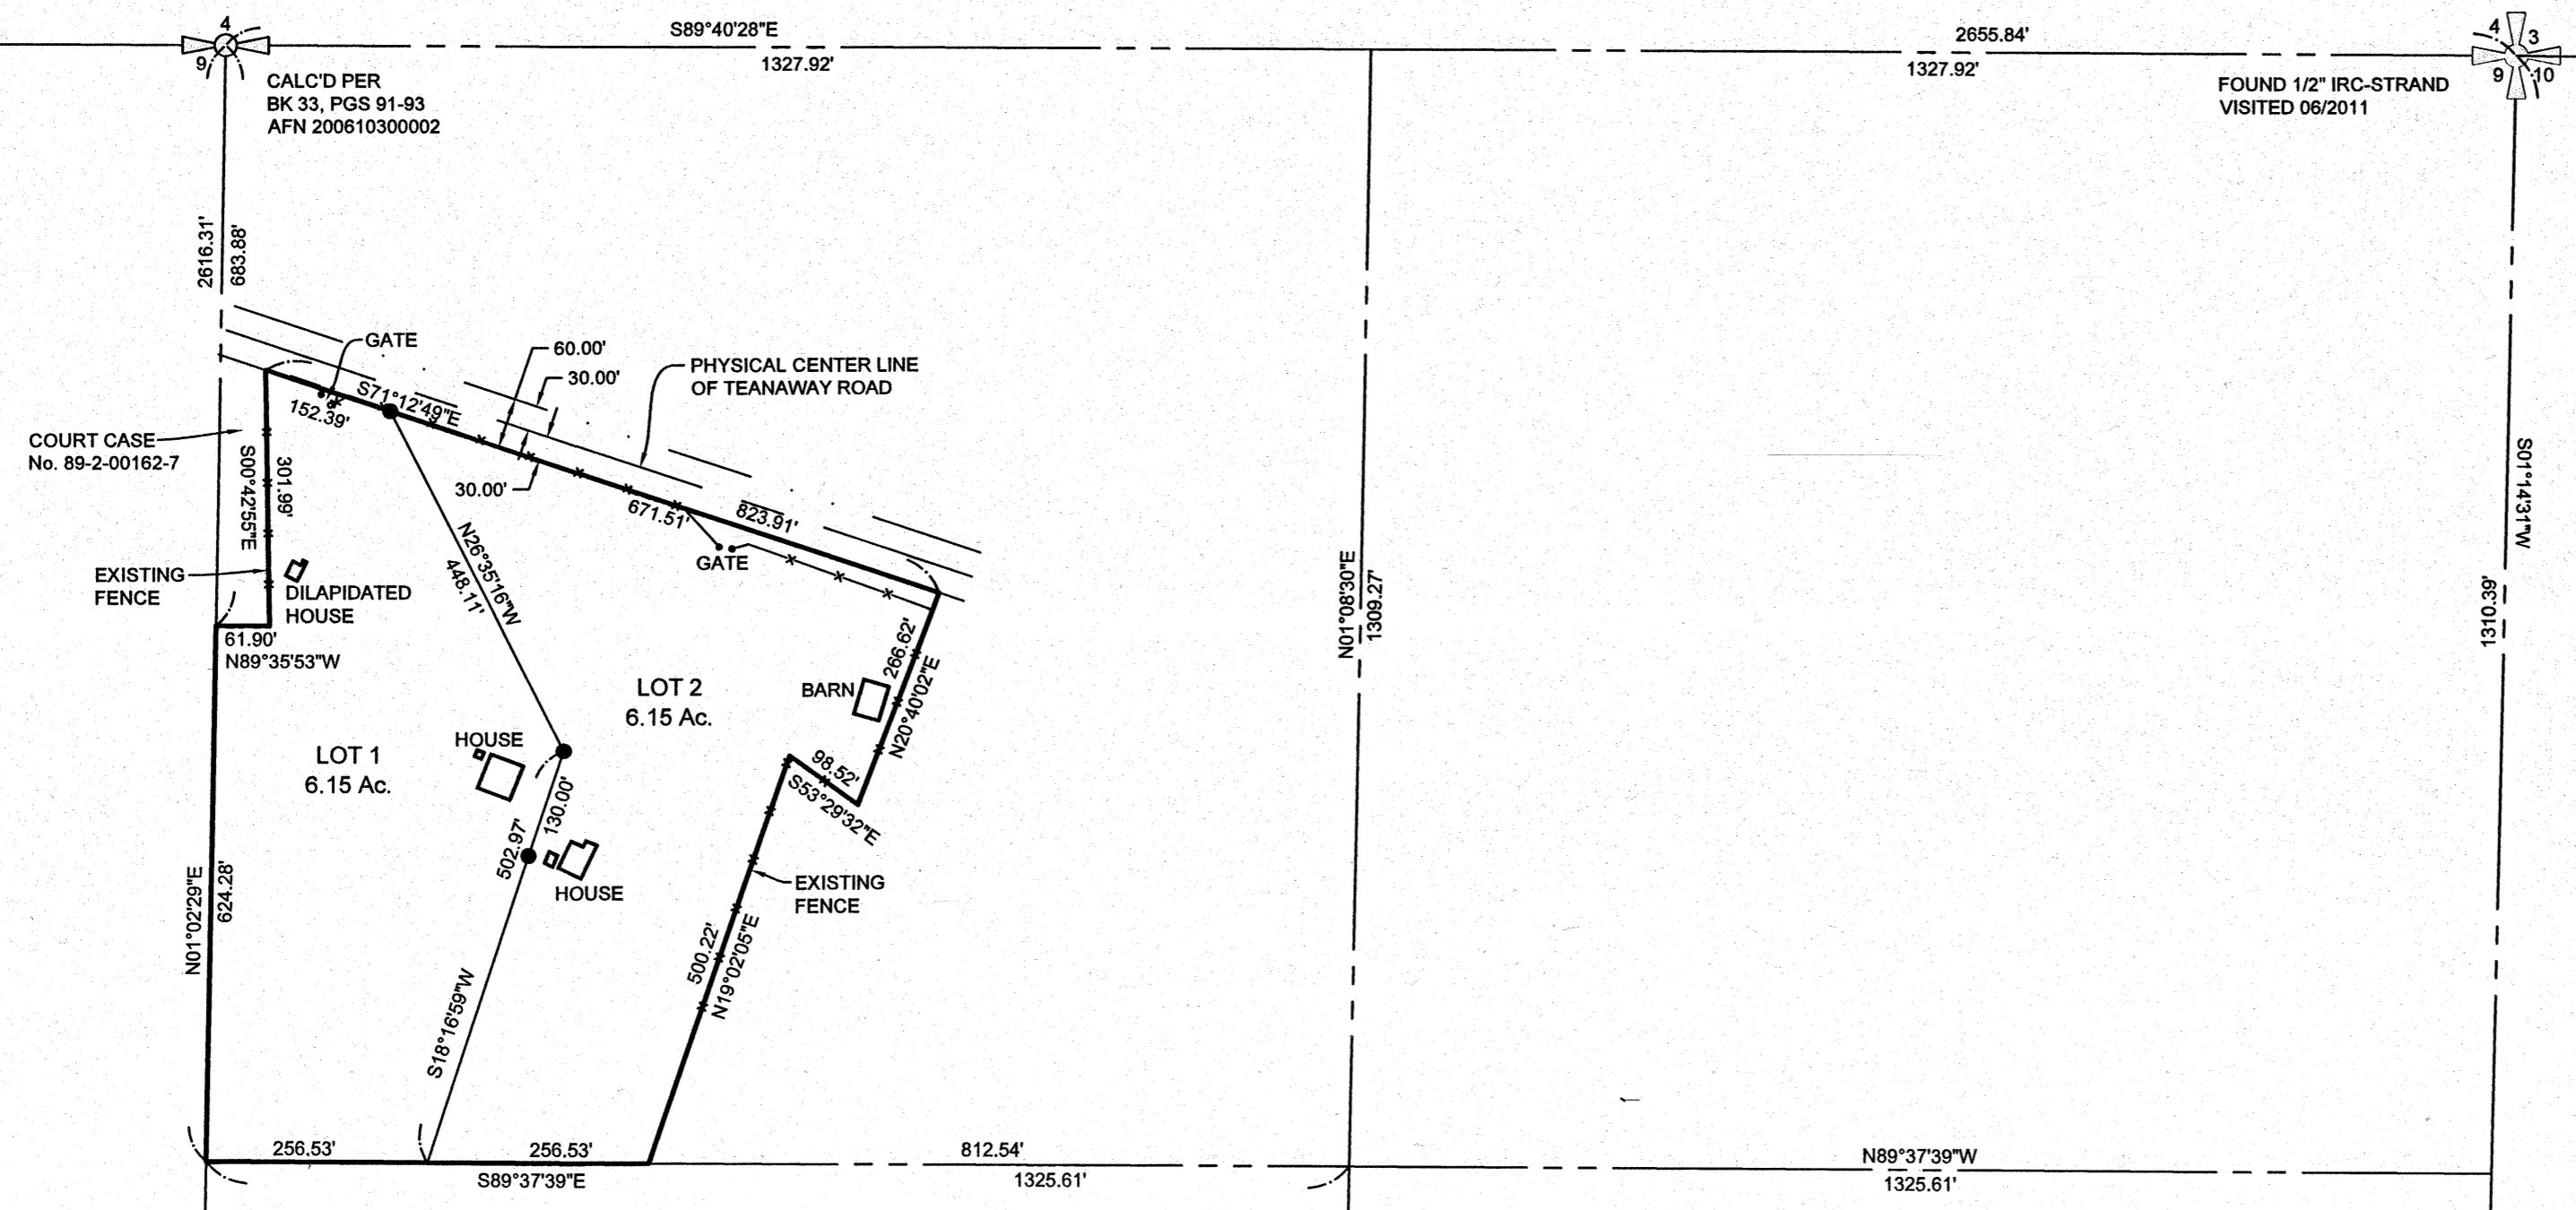 4
9
S89°40'28"E
1327.92'
2655.84'
1327.92'
4
3
9
10
CALC'D PER
BK 33, PGS 91-93
AFN 200610300002
FOUND 1/2" IRC-STRAND
VISITED 06/2011
2616.31'
683.88'
GATE
60.00'
30.00'
PHYSICAL CENTER LINE
OF TEANAWAY ROAD
S71°12'49"E
152.39'
COURT CASE
No. 89-2-00162-7
S00°42'55"E
301.99'
30.00'
671.51'
823.91'
GATE
N26°35'16"W
448.11'
EXISTING
FENCE
DILAPIDATED
HOUSE
61.90'
N89°35'53"W
N01°08'30"E
1309.27'
S01°14'31"W
1310.39'
266.62'
N20°40'02"E
BARN
LOT 2
6.15 Ac.
HOUSE
LOT 1
6.15 Ac.
98.52'
S53°29'32"E
130.00'
502.97'
HOUSE
EXISTING
FENCE
N01°02'29"E
624.28'
500.22'
N19°02'05"E
S18°16'59"W
256.53'
256.53'
S89°37'39"E
812.54'
1325.61'
N89°37'39"W
1325.61'